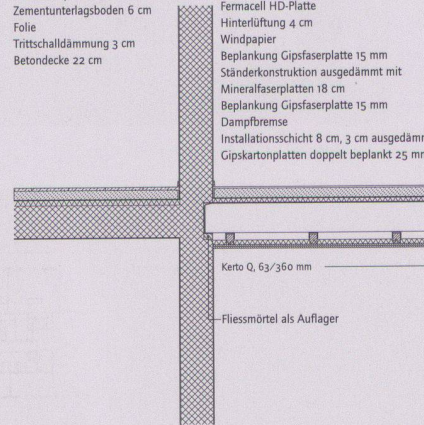 Zementunterlagsboden 6 cm
Folie
Trittschalldämmung 3 cm
Betondecke 22 cm
Fermacell HD-Platte
Hinterlüftung 4 cm
Windpapier
Beplankung Gipsfaserplatte 15 mm
Ständerkonstruktion ausgedämmt mit
Mineralfaserplatten 18 cm
Beplankung Gipsfaserplatte 15 mm
Dampfbremse
Installationsschicht 8 cm, 3 cm ausgedämm
Gipskartonplatten doppelt beplankt 25 mm
Kerto Q, 63/360 mm
Fliessmörtel als Auflager